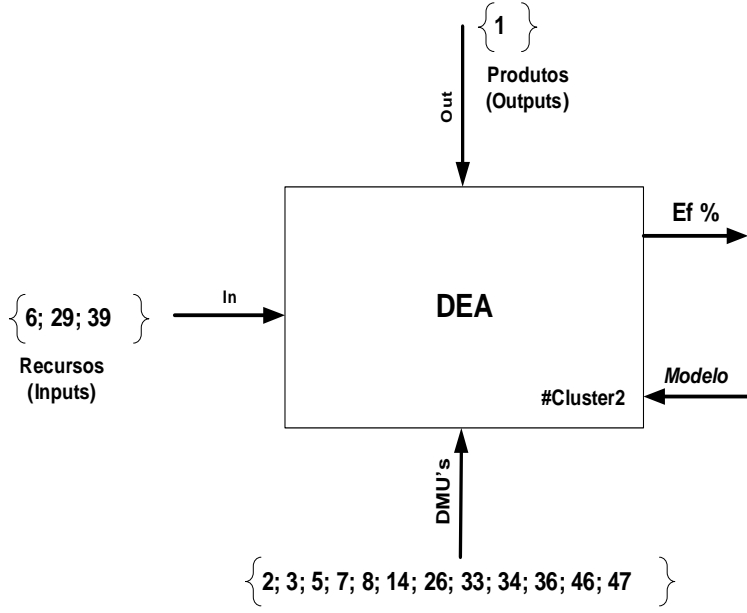 { 1 }
Produtos
(Outputs)
Out
Ef %
DEA
In
{ 6; 29; 39 }
Recursos
(Inputs)
Modelo
#Cluster2
DMU's
{ 2; 3; 5; 7; 8; 14; 26; 33; 34; 36; 46; 47 }